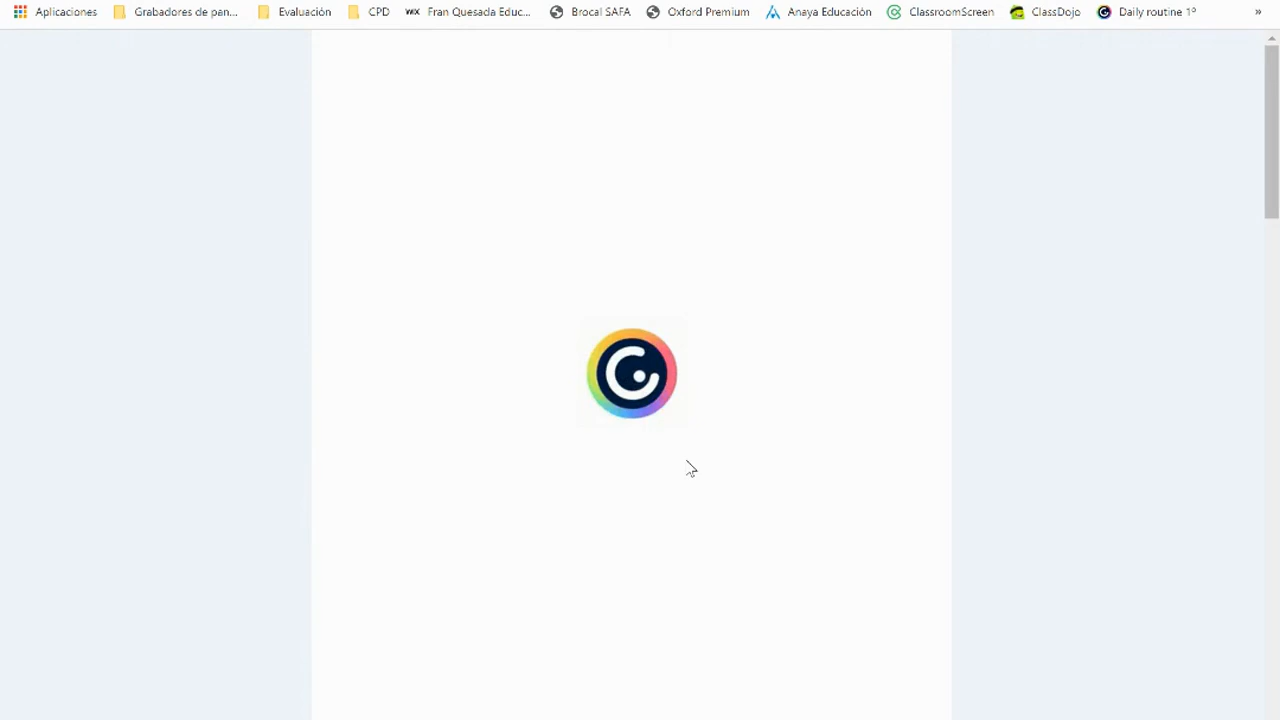 Aplicaciones Grabadores de pan... Evaluación CPD WiX Fran Quesada Educ... Brocal SAFA Oxford Premium Anaya Educación ClassroomScreen ClassDojo Daily routine 1º »